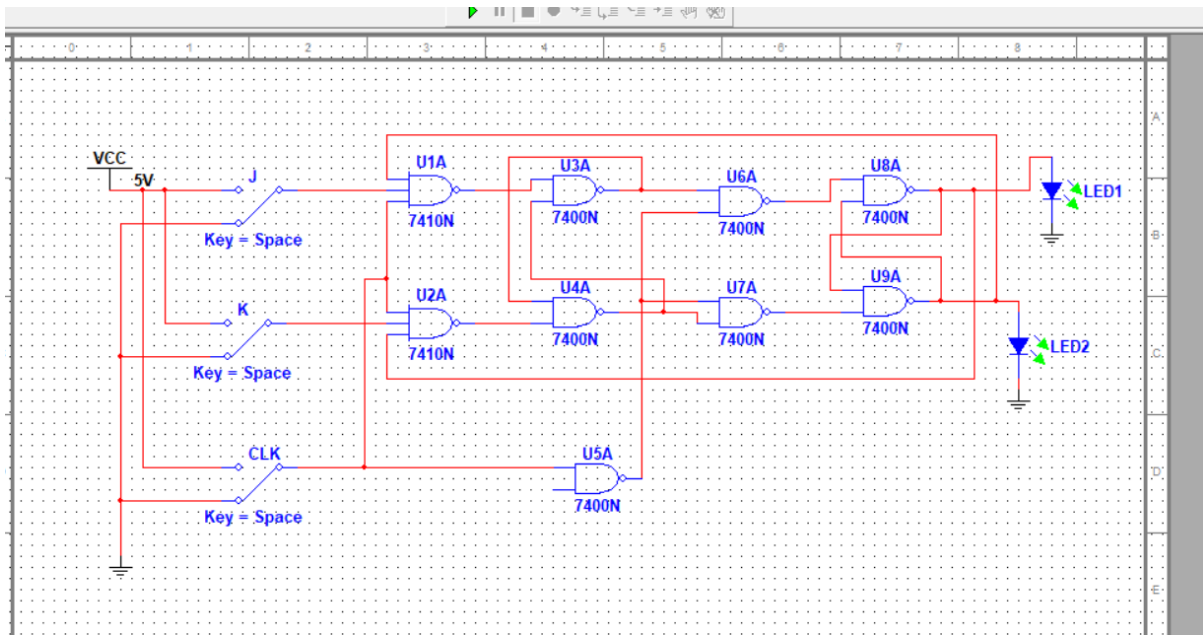 0 1 2 3 4 5 6 7 8
A
VCC
5V
J
Key = Space
U1A
7410N
U3A
7400N
U6A
7400N
U8A
7400N
LED1
B
K
Key = Space
U2A
7410N
U4A
7400N
U7A
7400N
U9A
7400N
LED2
C
CLK
Key = Space
U5A
7400N
D
E